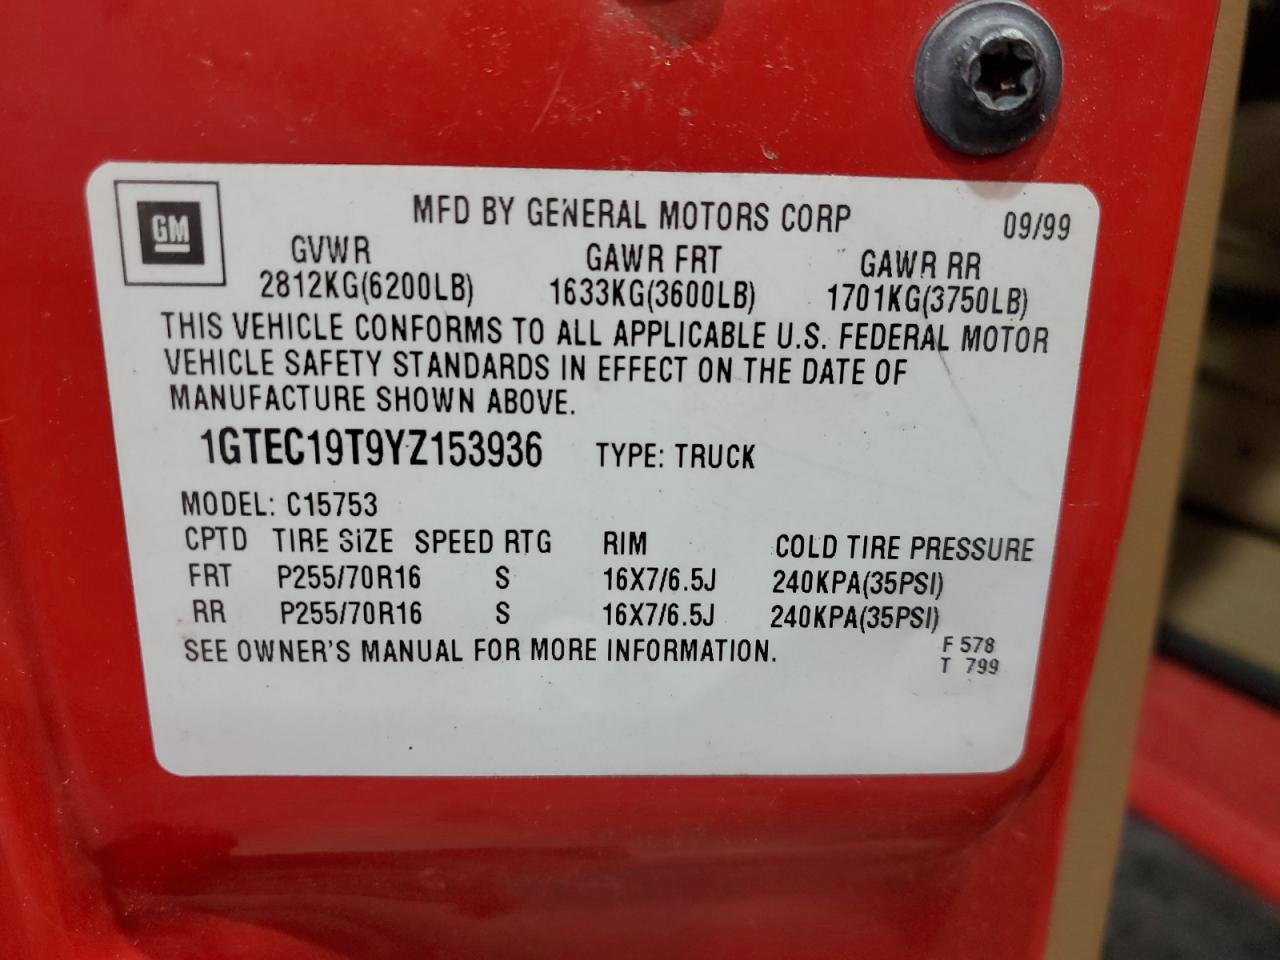 GM
MFD BY GENERAL MOTORS CORP 09/99
GVWR GAWR FRT GAWR RR
2812KG(6200LB) 1633KG(3600LB) 1701KG(3750LB)
THIS VEHICLE CONFORMS TO ALL APPLICABLE U.S. FEDERAL MOTOR
VEHICLE SAFETY STANDARDS IN EFFECT ON THE DATE OF
MANUFACTURE SHOWN ABOVE.
1GTEC19T9YZ153936 TYPE: TRUCK
MODEL: C15753
CPTD TIRE SIZE SPEED RTG RIM COLD TIRE PRESSURE
FRT P255/70R16 S 16X7/6.5J 240KPA(35PSI)
RR P255/70R16 S 16X7/6.5J 240KPA(35PSI)
SEE OWNER'S MANUAL FOR MORE INFORMATION.
F 578
T 799